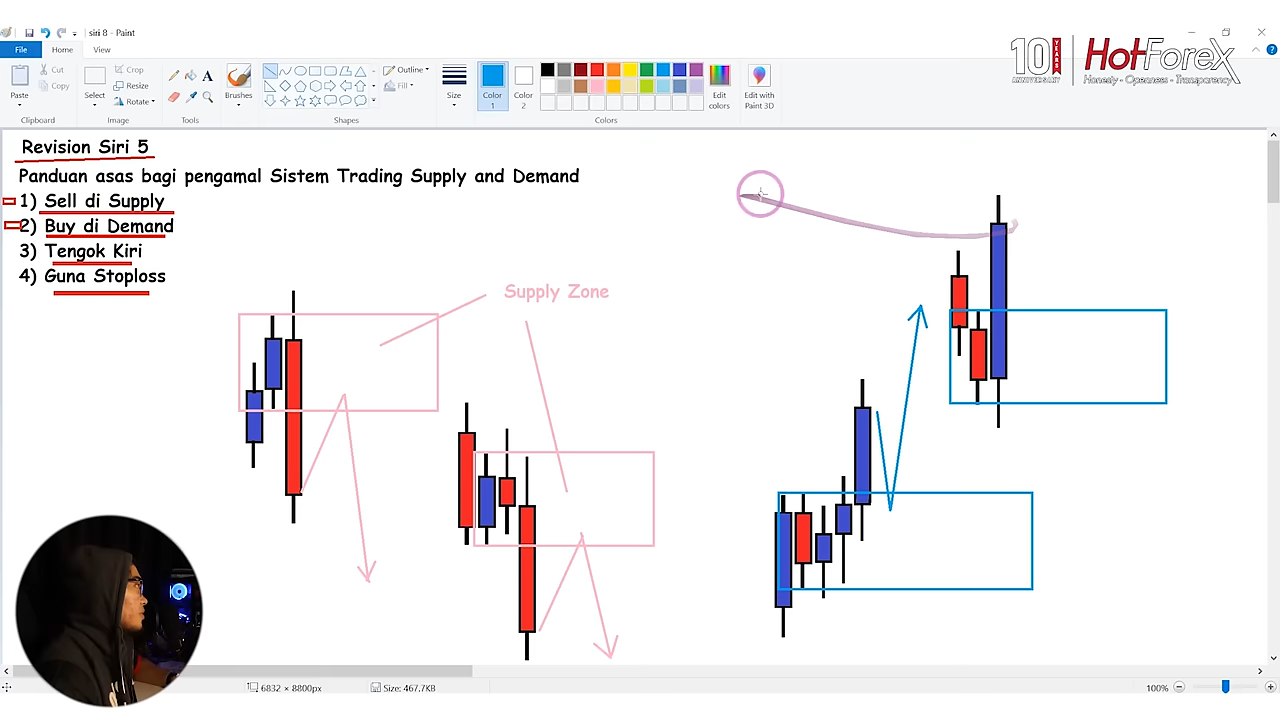 siri 8 - Paint
File
Home
View
Paste
Cut
Copy
Clipboard
Select
Crop
Resize
Rotate
Image
Tools
Brushes
Outline
Fill
Shapes
Size
Color
1
Color
2
Edit
colors
Edit with
Paint 3D
Colors
10 YEARS
ANNIVERSARY
HotForex
Honesty - Openness - Transparency
Revision Siri 5
Panduan asas bagi pengamal Sistem Trading Supply and Demand
1) Sell di Supply
2) Buy di Demand
3) Tengok Kiri
4) Guna Stoploss
Supply Zone
6832 × 8800px
Size: 467.7KB
100%